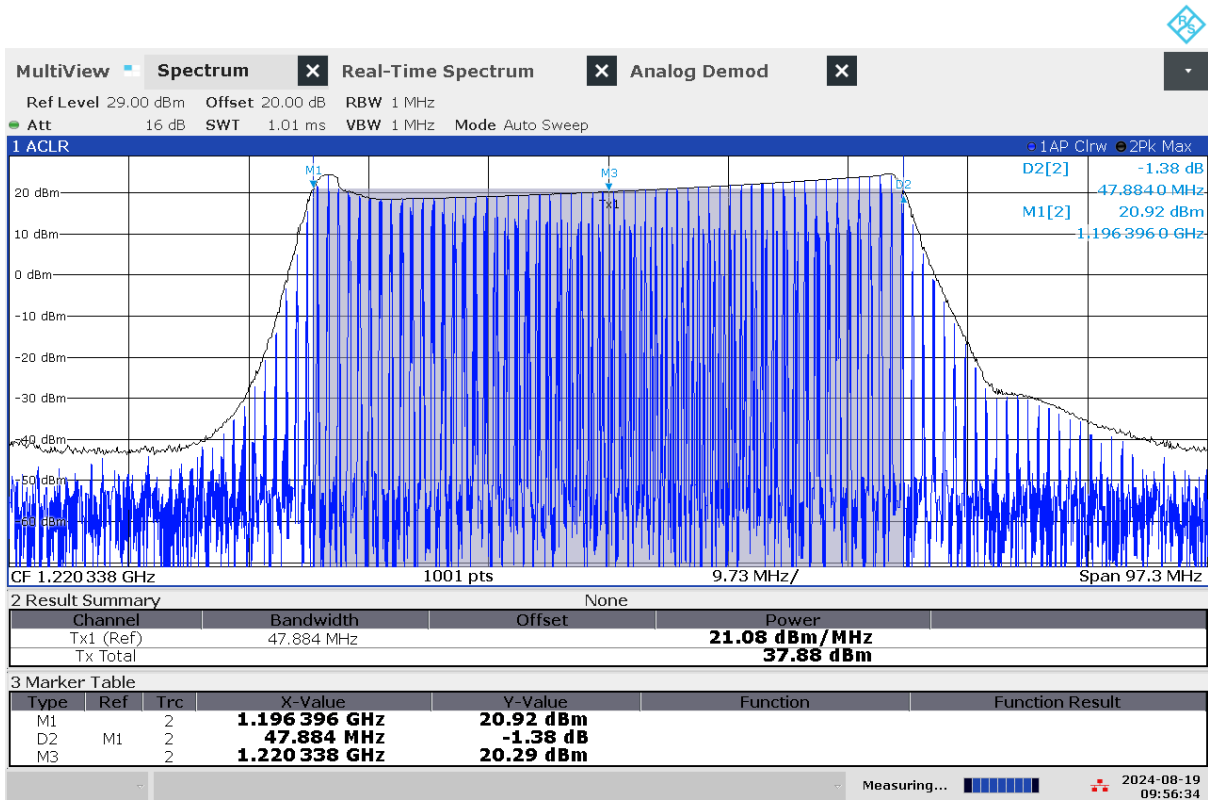 R&S
MultiView Spectrum X Real-Time Spectrum X Analog Demod X
Ref Level 29.00 dBm Offset 20.00 dB RBW 1 MHz
Att 16 dB SWT 1.01 ms VBW 1 MHz Mode Auto Sweep
1 ACLR 1AP Clrw 2Pk Max
M1 M3 D2[2] -1.38 dB
20 dBm D2 47.884 0 MHz
Tx1 M1[2] 20.92 dBm
10 dBm 1.196 396 0 GHz
0 dBm
-10 dBm
-20 dBm
-30 dBm
-40 dBm
-50 dBm
-60 dBm
CF 1.220 338 GHz 1001 pts 9.73 MHz/ Span 97.3 MHz
2 Result Summary None
Channel Bandwidth Offset Power
Tx1 (Ref) 47.884 MHz 21.08 dBm/MHz
Tx Total 37.88 dBm
3 Marker Table
Type Ref Trc X-Value Y-Value Function Function Result
M1 2 1.196 396 GHz 20.92 dBm
D2 M1 2 47.884 MHz -1.38 dB
M3 2 1.220 338 GHz 20.29 dBm
Measuring... 2024-08-19
09:56:34